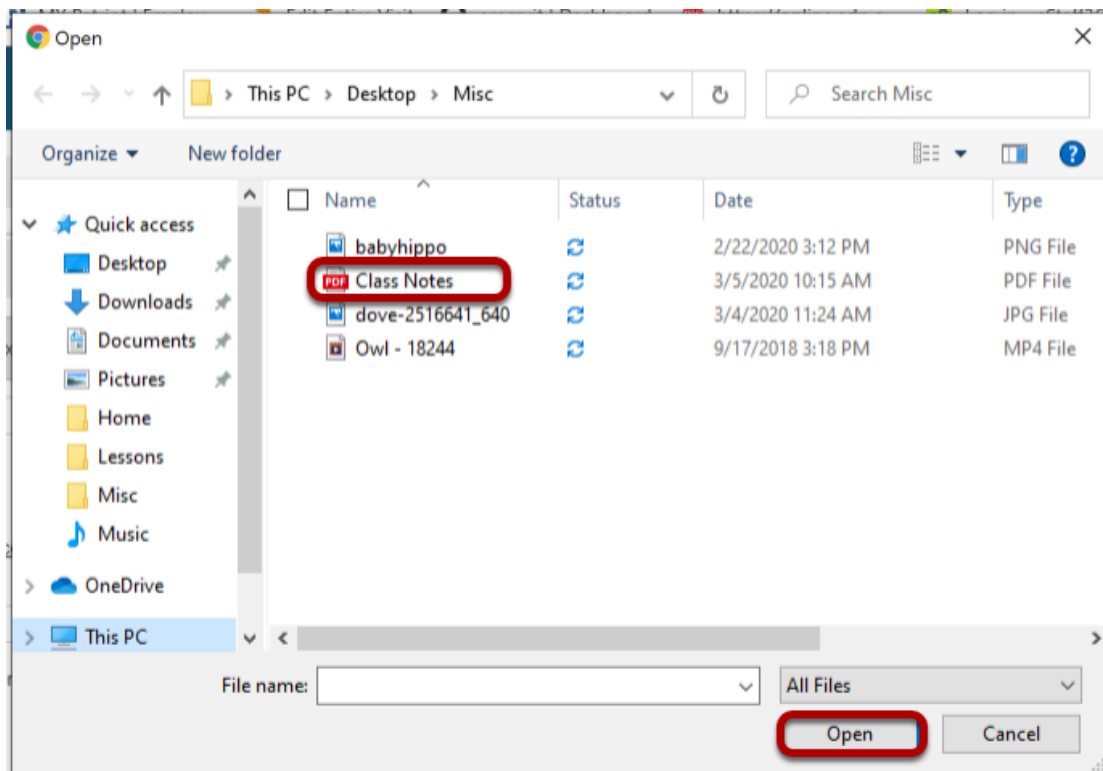 Open
This PC > Desktop > Misc
Search Misc
Organize
New folder
?
Name Status Date Type
Quick access
Desktop
Downloads
Documents
Pictures
Home
Lessons
Misc
Music
OneDrive
This PC
babyhippo 2/22/2020 3:12 PM PNG File
PDF Class Notes 3/5/2020 10:15 AM PDF File
dove-2516641_640 3/4/2020 11:24 AM JPG File
Owl - 18244 9/17/2018 3:18 PM MP4 File
File name:
All Files
Open
Cancel